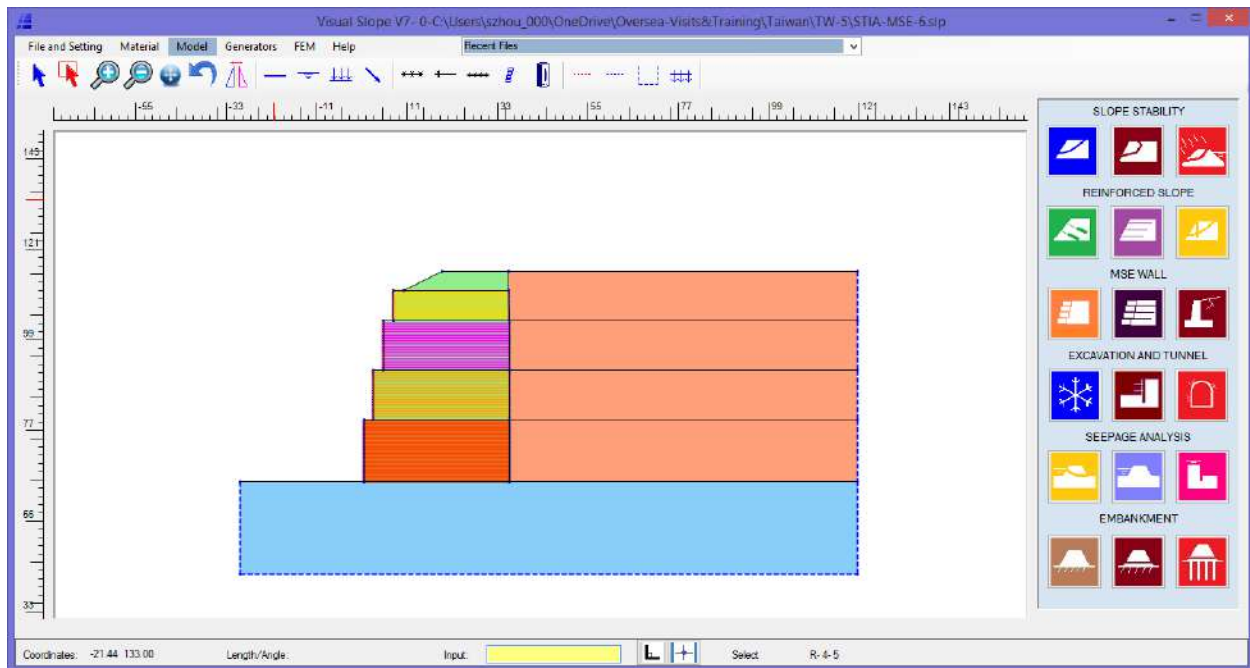 Visual Slope V7- 0-C:\Users\szhou_000\OneDrive\Oversea-Visits&Training\Taiwan\TW-5\STIA-MSE-6.slp
File and Setting Material Model Generators FEM Help Recent Files
-55 -33 -11 11 33 55 77 99 121 143
143
121
99
77
55
33
SLOPE STABILITY
REINFORCED SLOPE
MSE WALL
EXCAVATION AND TUNNEL
SEEPAGE ANALYSIS
EMBANKMENT
Coordinates: -21.44 133.00 Length/Angle: Input: Select R- 4- 5